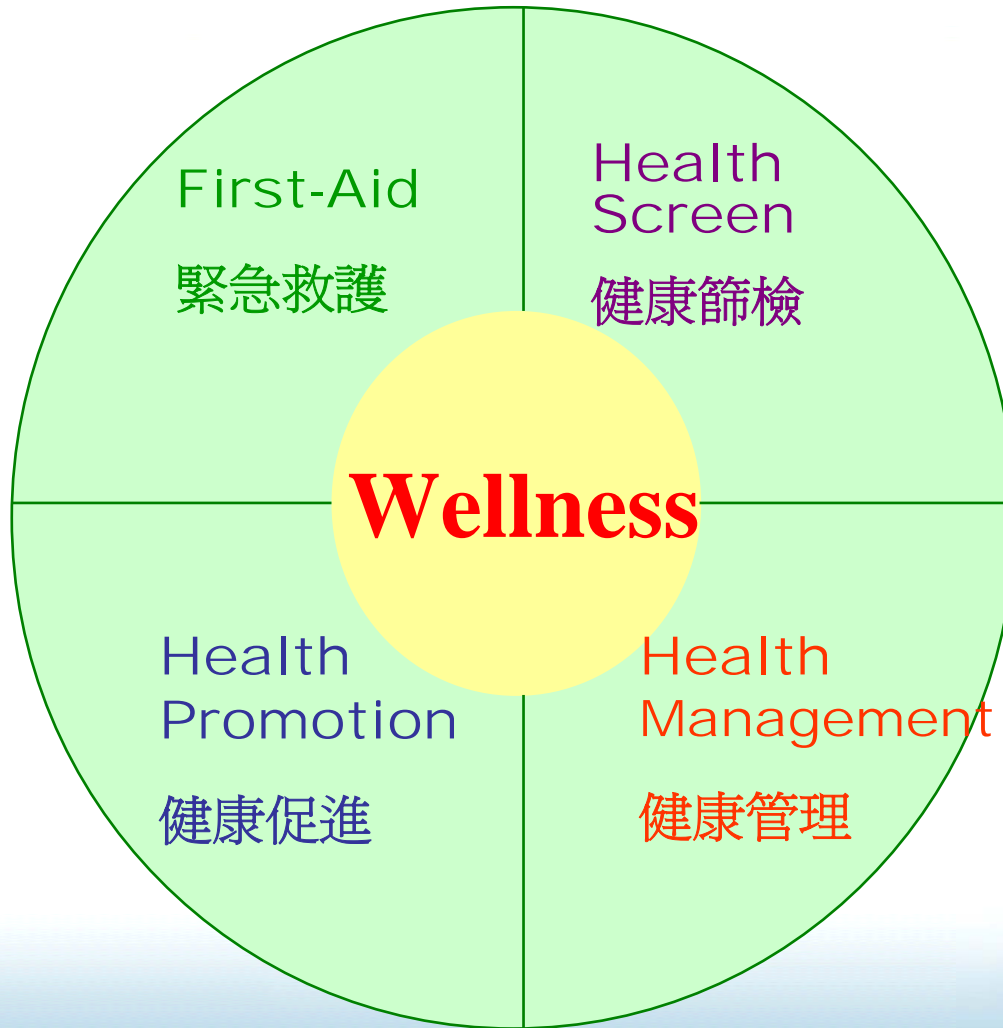 First-Aid
緊急救護
Health
Screen
健康篩檢
Wellness
Health
Promotion
健康促進
Health
Management
健康管理